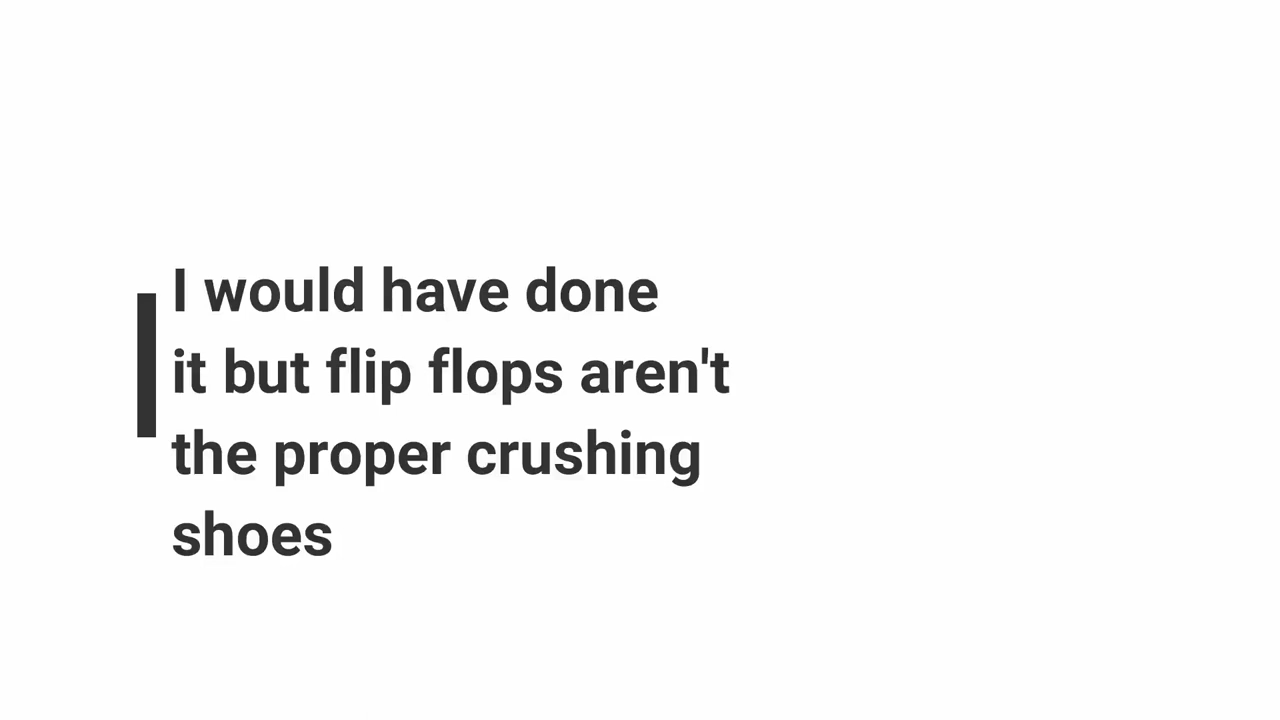 I would have done
it but flip flops aren't
the proper crushing
shoes